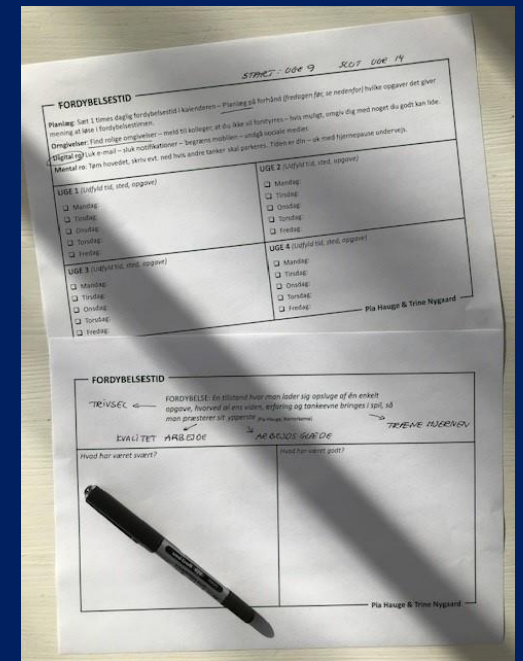 START: UGE 9    SLUT UGE 14
FORDYBELSESTID
Planlæg: Sæt 1 times daglig fordybelsestid i kalenderen – Planlæg på forhånd (fredagen før, se nedenfor) hvilke opgaver det giver
mening at løse i fordybelsestimen.
Omgivelser: Find rolige omgivelser – meld til kolleger, at du ikke vil forstyrres – hvis muligt, omgiv dig med noget du godt kan lide.
Digital ro: Luk e-mail – sluk notifikationer – begræns mobilen – undgå sociale medier.
Mental ro: Tøm hovedet, skriv evt. ned hvis andre tanker skal parkeres. Tiden er din – ok med hjernepause undervejs.
UGE 1 (Udfyld tid, sted, opgave)
Mandag:
Tirsdag:
Onsdag:
Torsdag:
Fredag:
UGE 2 (Udfyld tid, sted, opgave)
Mandag:
Tirsdag:
Onsdag:
Torsdag:
Fredag:
UGE 3 (Udfyld tid, sted, opgave)
Mandag:
Tirsdag:
Onsdag:
Torsdag:
Fredag:
UGE 4 (Udfyld tid, sted, opgave)
Mandag:
Tirsdag:
Onsdag:
Torsdag:
Fredag:
Pia Hauge & Trine Nygaard
FORDYBELSESTID
TRIVSEL
FORDYBELSE: En tilstand hvor man lader sig opsluge af én enkelt
opgave, hvorved al ens viden, erfaring og tankeevne bringes i spil, så
man præsterer sit ypperste
TRÆNE HJERNEN
KVALITET ARBEJDE    ARBEJDSGLÆDE
Hvad har været svært?
Hvad har været godt?
Pia Hauge & Trine Nygaard